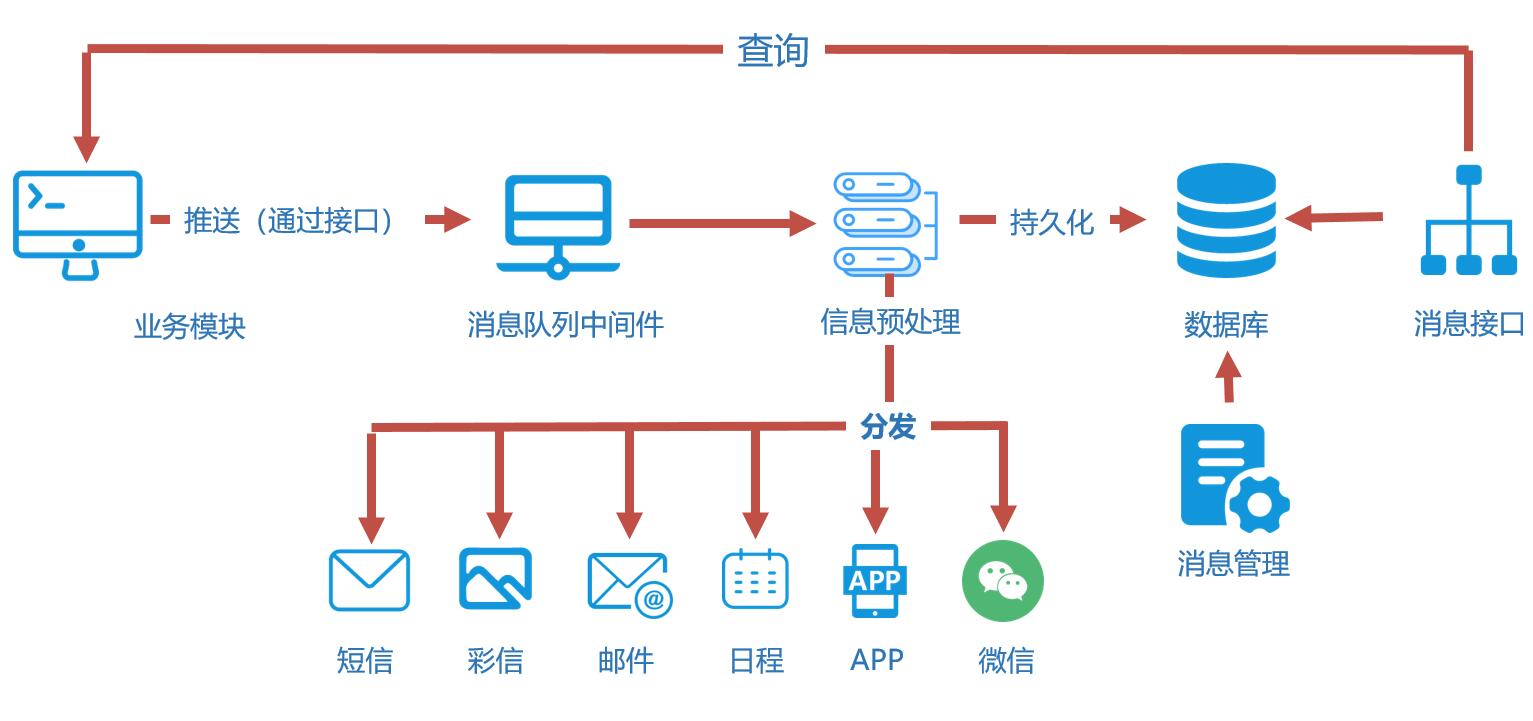 查询
推送（通过接口）
持久化
业务模块
消息队列中间件
信息预处理
数据库
消息接口
分发
消息管理
@
APP
短信
彩信
邮件
日程
APP
微信